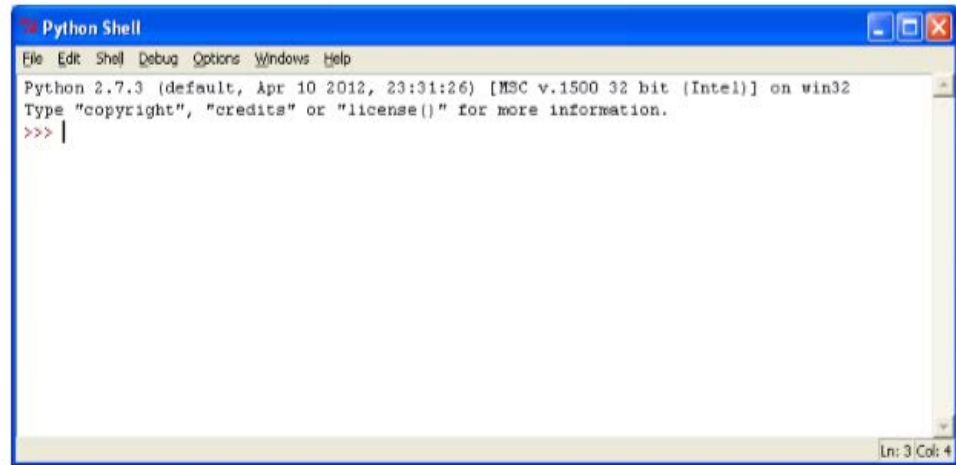 Python Shell
File Edit Shell Debug Options Windows Help
Python 2.7.3 (default, Apr 10 2012, 23:31:26) [MSC v.1500 32 bit (Intel)] on win32
Type "copyright", "credits" or "license()" for more information.
>>>
Ln: 3 Col: 4